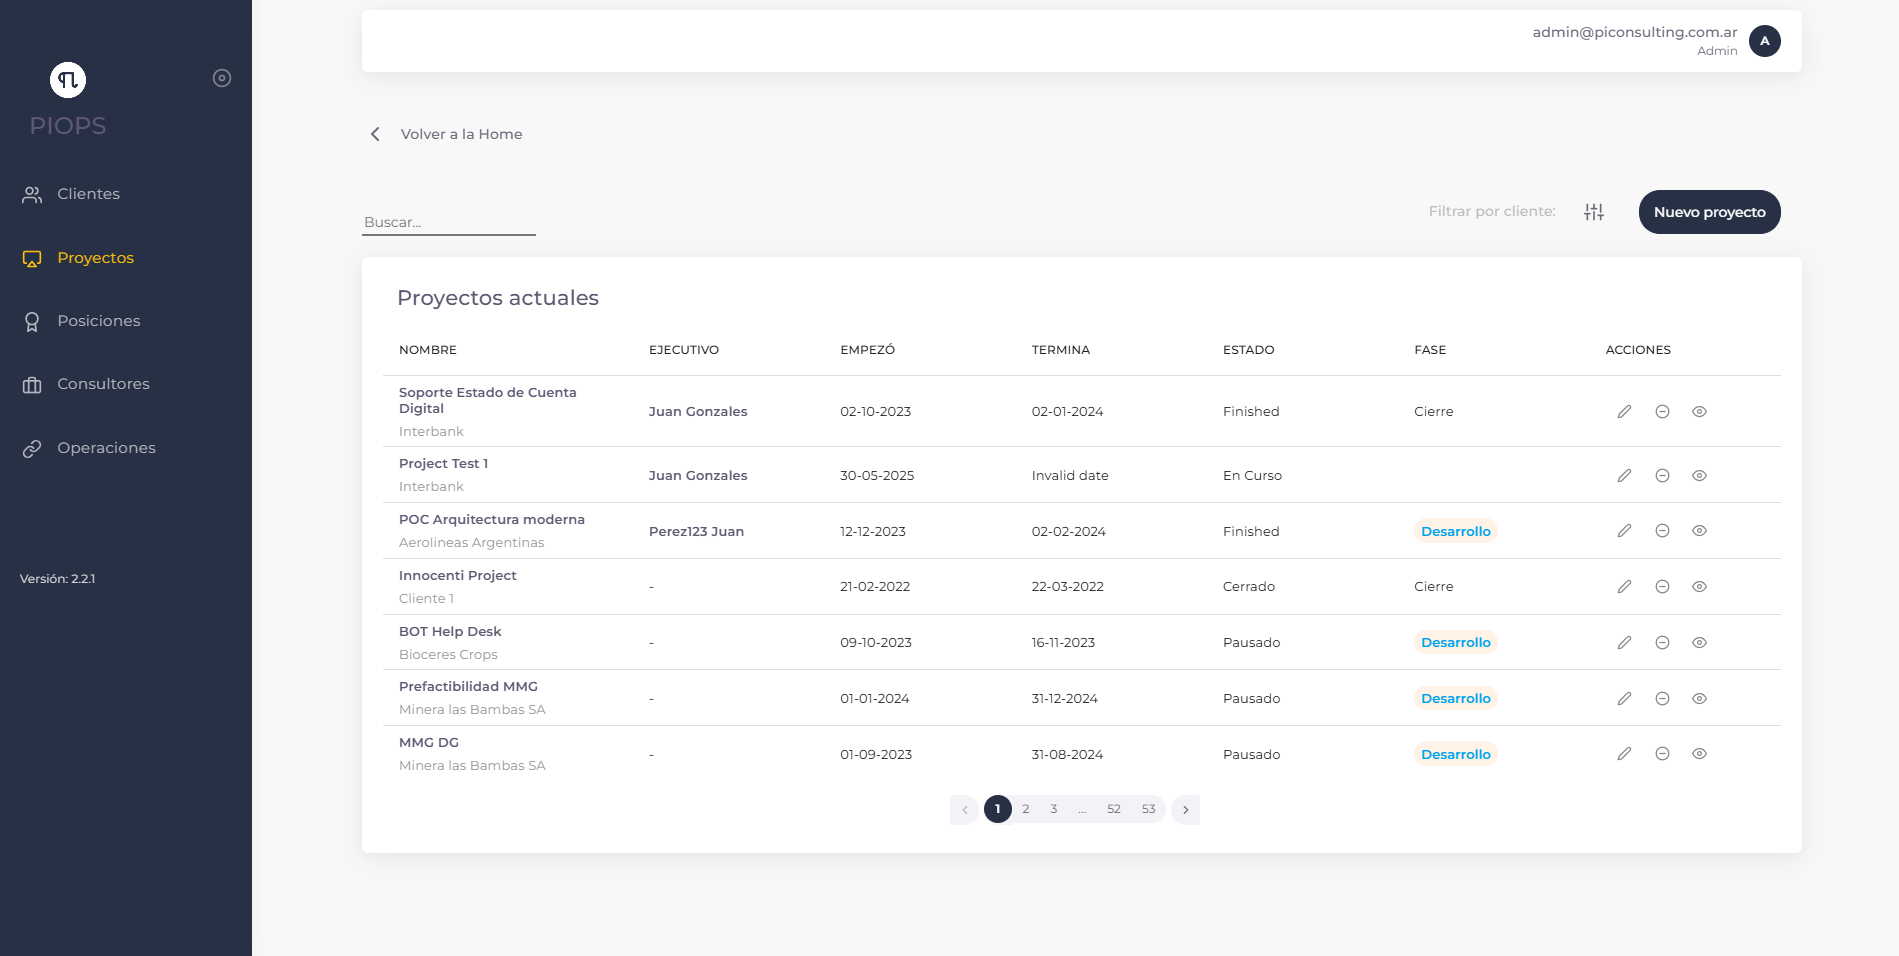 admin@piconsulting.com.ar
Admin
A
PIOPS
Clientes
Proyectos
Posiciones
Consultores
Operaciones
Versión: 2.2.1
Volver a la Home
Buscar...
Filtrar por cliente:
Nuevo proyecto
Proyectos actuales
NOMBRE EJECUTIVO EMPEZÓ TERMINA ESTADO FASE ACCIONES
Soporte Estado de Cuenta
Digital
Interbank
Juan Gonzales 02-10-2023 02-01-2024 Finished Cierre
Project Test 1
Interbank
Juan Gonzales 30-05-2025 Invalid date En Curso
POC Arquitectura moderna
Aerolineas Argentinas
Perez123 Juan 12-12-2023 02-02-2024 Finished Desarrollo
Innocenti Project
Cliente 1
- 21-02-2022 22-03-2022 Cerrado Cierre
BOT Help Desk
Bioceres Crops
- 09-10-2023 16-11-2023 Pausado Desarrollo
Prefactibilidad MMG
Minera las Bambas SA
- 01-01-2024 31-12-2024 Pausado Desarrollo
MMG DG
Minera las Bambas SA
- 01-09-2023 31-08-2024 Pausado Desarrollo
1 2 3 ... 52 53